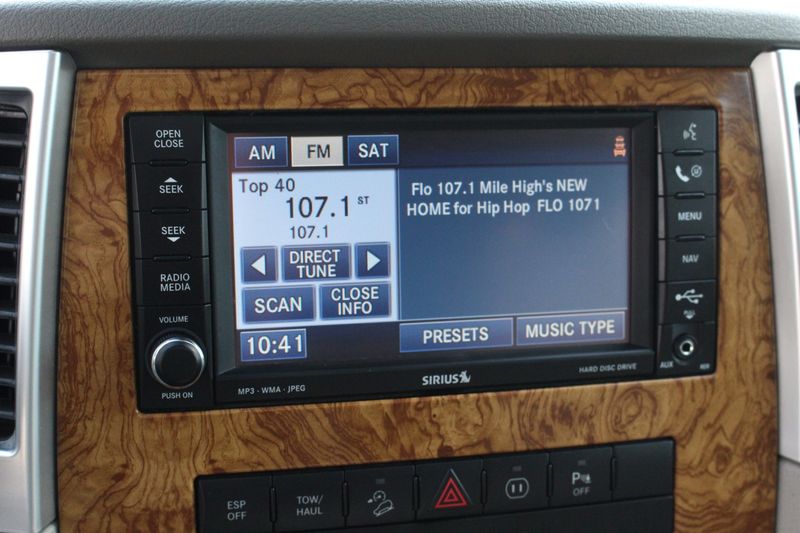 OPEN
CLOSE
SEEK
SEEK
RADIO
MEDIA
VOLUME
PUSH ON
AM FM SAT
Top 40
107.1 ST
107.1
DIRECT
TUNE
SCAN
CLOSE
INFO
10:41
Flo 107.1 Mile High's NEW
HOME for Hip Hop FLO 1071
PRESETS
MUSIC TYPE
MP3 · WMA · JPEG
SIRIUS
HARD DISC DRIVE
MENU
NAV
PULL
AUX
RER
ESP
OFF
TOW/
HAUL
P
OFF